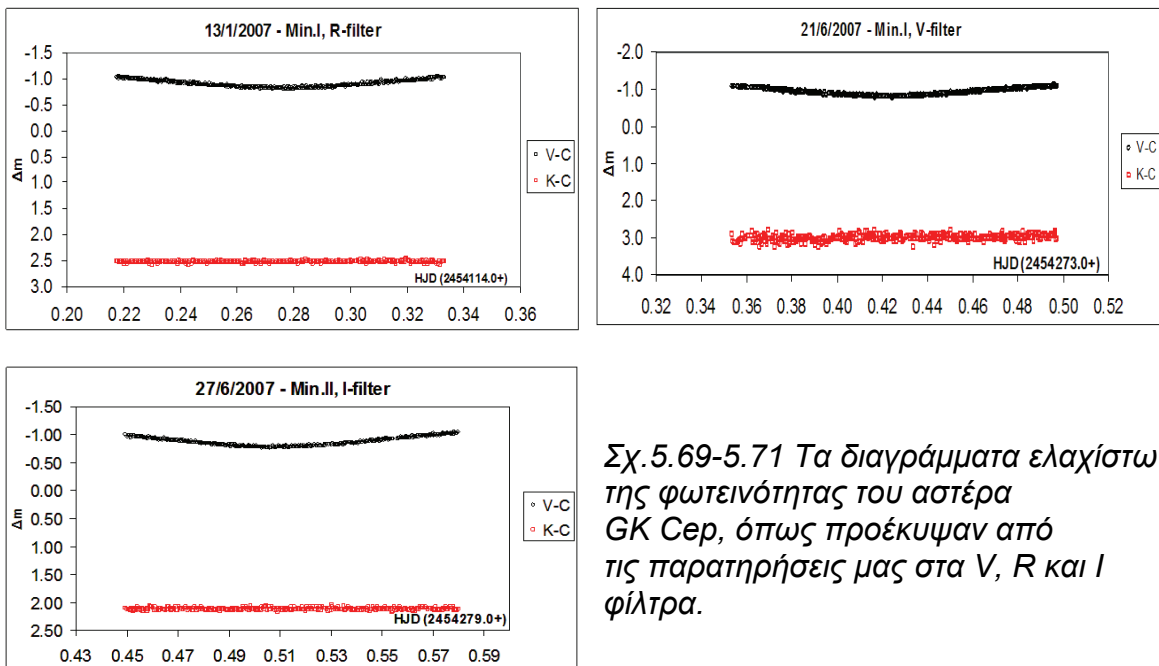 13/1/2007 - Min.I, R-filter
-1.5
-1.0
-0.5
0.0
0.5
1.0
1.5
2.0
2.5
3.0
Δm
V-C
K-C
HJD (2454114.0+)
0.20 0.22 0.24 0.26 0.28 0.30 0.32 0.34 0.36
21/6/2007 - Min.I, V-filter
-2.0
-1.0
0.0
1.0
2.0
3.0
4.0
Δm
V-C
K-C
HJD (2454273.0+)
0.32 0.34 0.36 0.38 0.40 0.42 0.44 0.46 0.48 0.50 0.52
27/6/2007 - Min.II, I-filter
-1.50
-1.00
-0.50
0.00
0.50
1.00
1.50
2.00
2.50
Δm
V-C
K-C
HJD (2454279.0+)
0.43 0.45 0.47 0.49 0.51 0.53 0.55 0.57 0.59
Σχ.5.69-5.71 Τα διαγράμματα ελαχίστω
της φωτεινότητας του αστέρα
GK Cep, όπως προέκυψαν από
τις παρατηρήσεις μας στα V, R και I
φίλτρα.